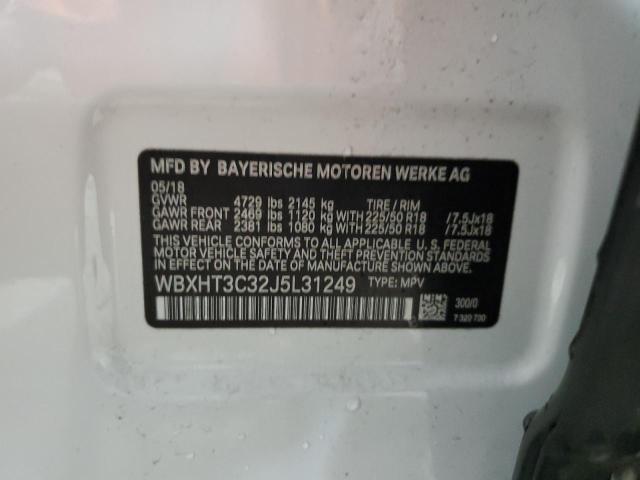 MFD BY BAYERISCHE MOTOREN WERKE AG
05/18
GVWR 4729 lbs 2145 kg TIRE / RIM
GAWR FRONT 2469 lbs 1120 kg WITH 225/50 R18 /7.5Jx18
GAWR REAR 2381 lbs 1080 kg WITH 225/50 R18 /7.5Jx18
THIS VEHICLE CONFORMS TO ALL APPLICABLE U. S. FEDERAL
MOTOR VEHICLE SAFETY AND THEFT PREVENTION STANDARDS
IN EFFECT ON THE DATE OF MANUFACTURE SHOWN ABOVE.
WBXHT3C32J5L31249 TYPE: MPV
300/0
7 320 730